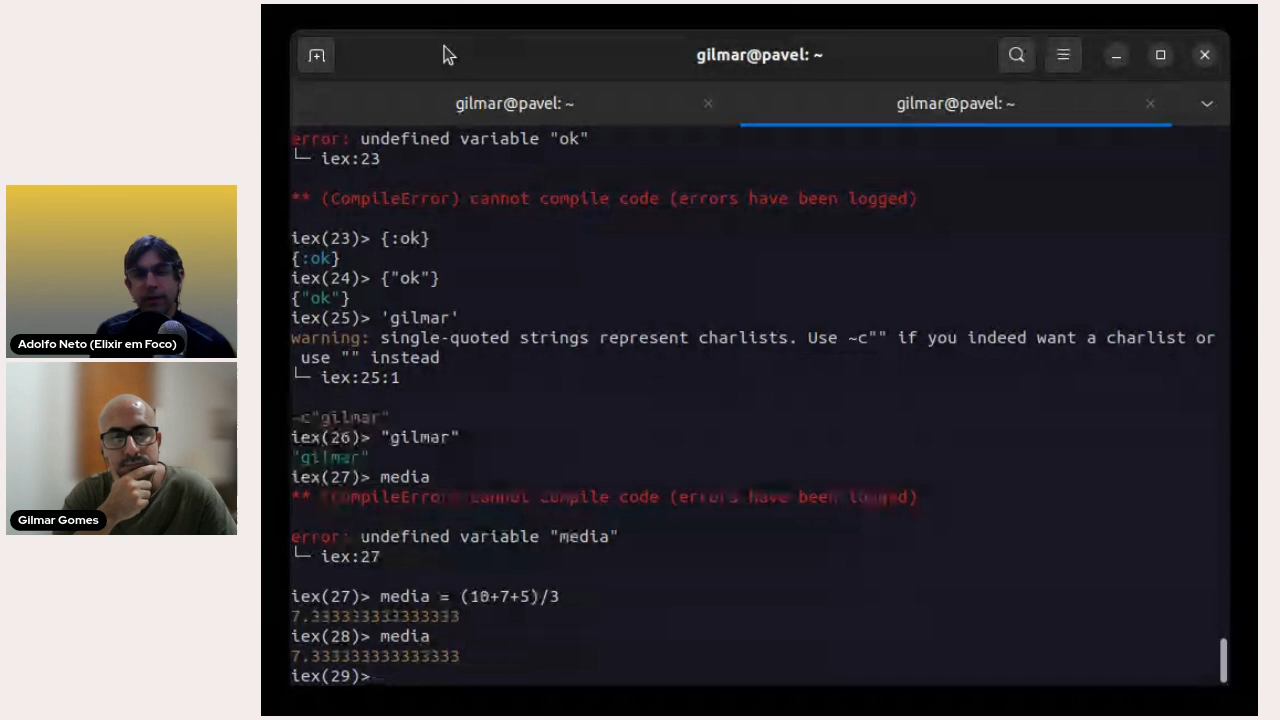 gilmar@pavel: ~
gilmar@pavel: ~ × gilmar@pavel: ~ ×
error: undefined variable "ok"
└─ iex:23
** (CompileError) cannot compile code (errors have been logged)
iex(23)> {:ok}
{:ok}
iex(24)> {"ok"}
{"ok"}
iex(25)> 'gilmar'
warning: single-quoted strings represent charlists. Use ~c"" if you indeed want a charlist or
use "" instead
└─ iex:25:1
~c"gilmar"
iex(26)> "gilmar"
"gilmar"
iex(27)> media
** (CompileError) cannot compile code (errors have been logged)
error: undefined variable "media"
└─ iex:27
iex(27)> media = (10+7+5)/3
7.333333333333333
iex(28)> media
7.333333333333333
iex(29)>
Adolfo Neto (Elixir em Foco)
Gilmar Gomes